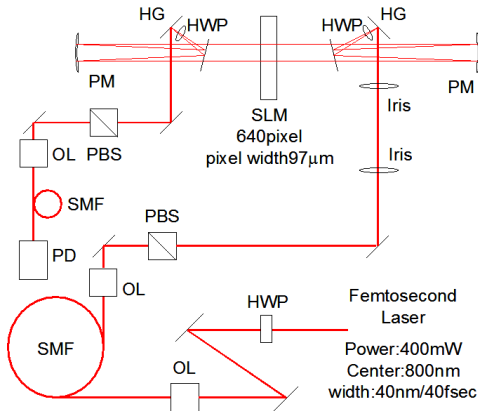 HG
HWP
HWP
HG
PM
PM
SLM
640pixel
pixel width97μm
Iris
Iris
OL
PBS
SMF
PD
PBS
OL
SMF
OL
HWP
Femtosecond
Laser
Power:400mW
Center:800nm
width:40nm/40fsec